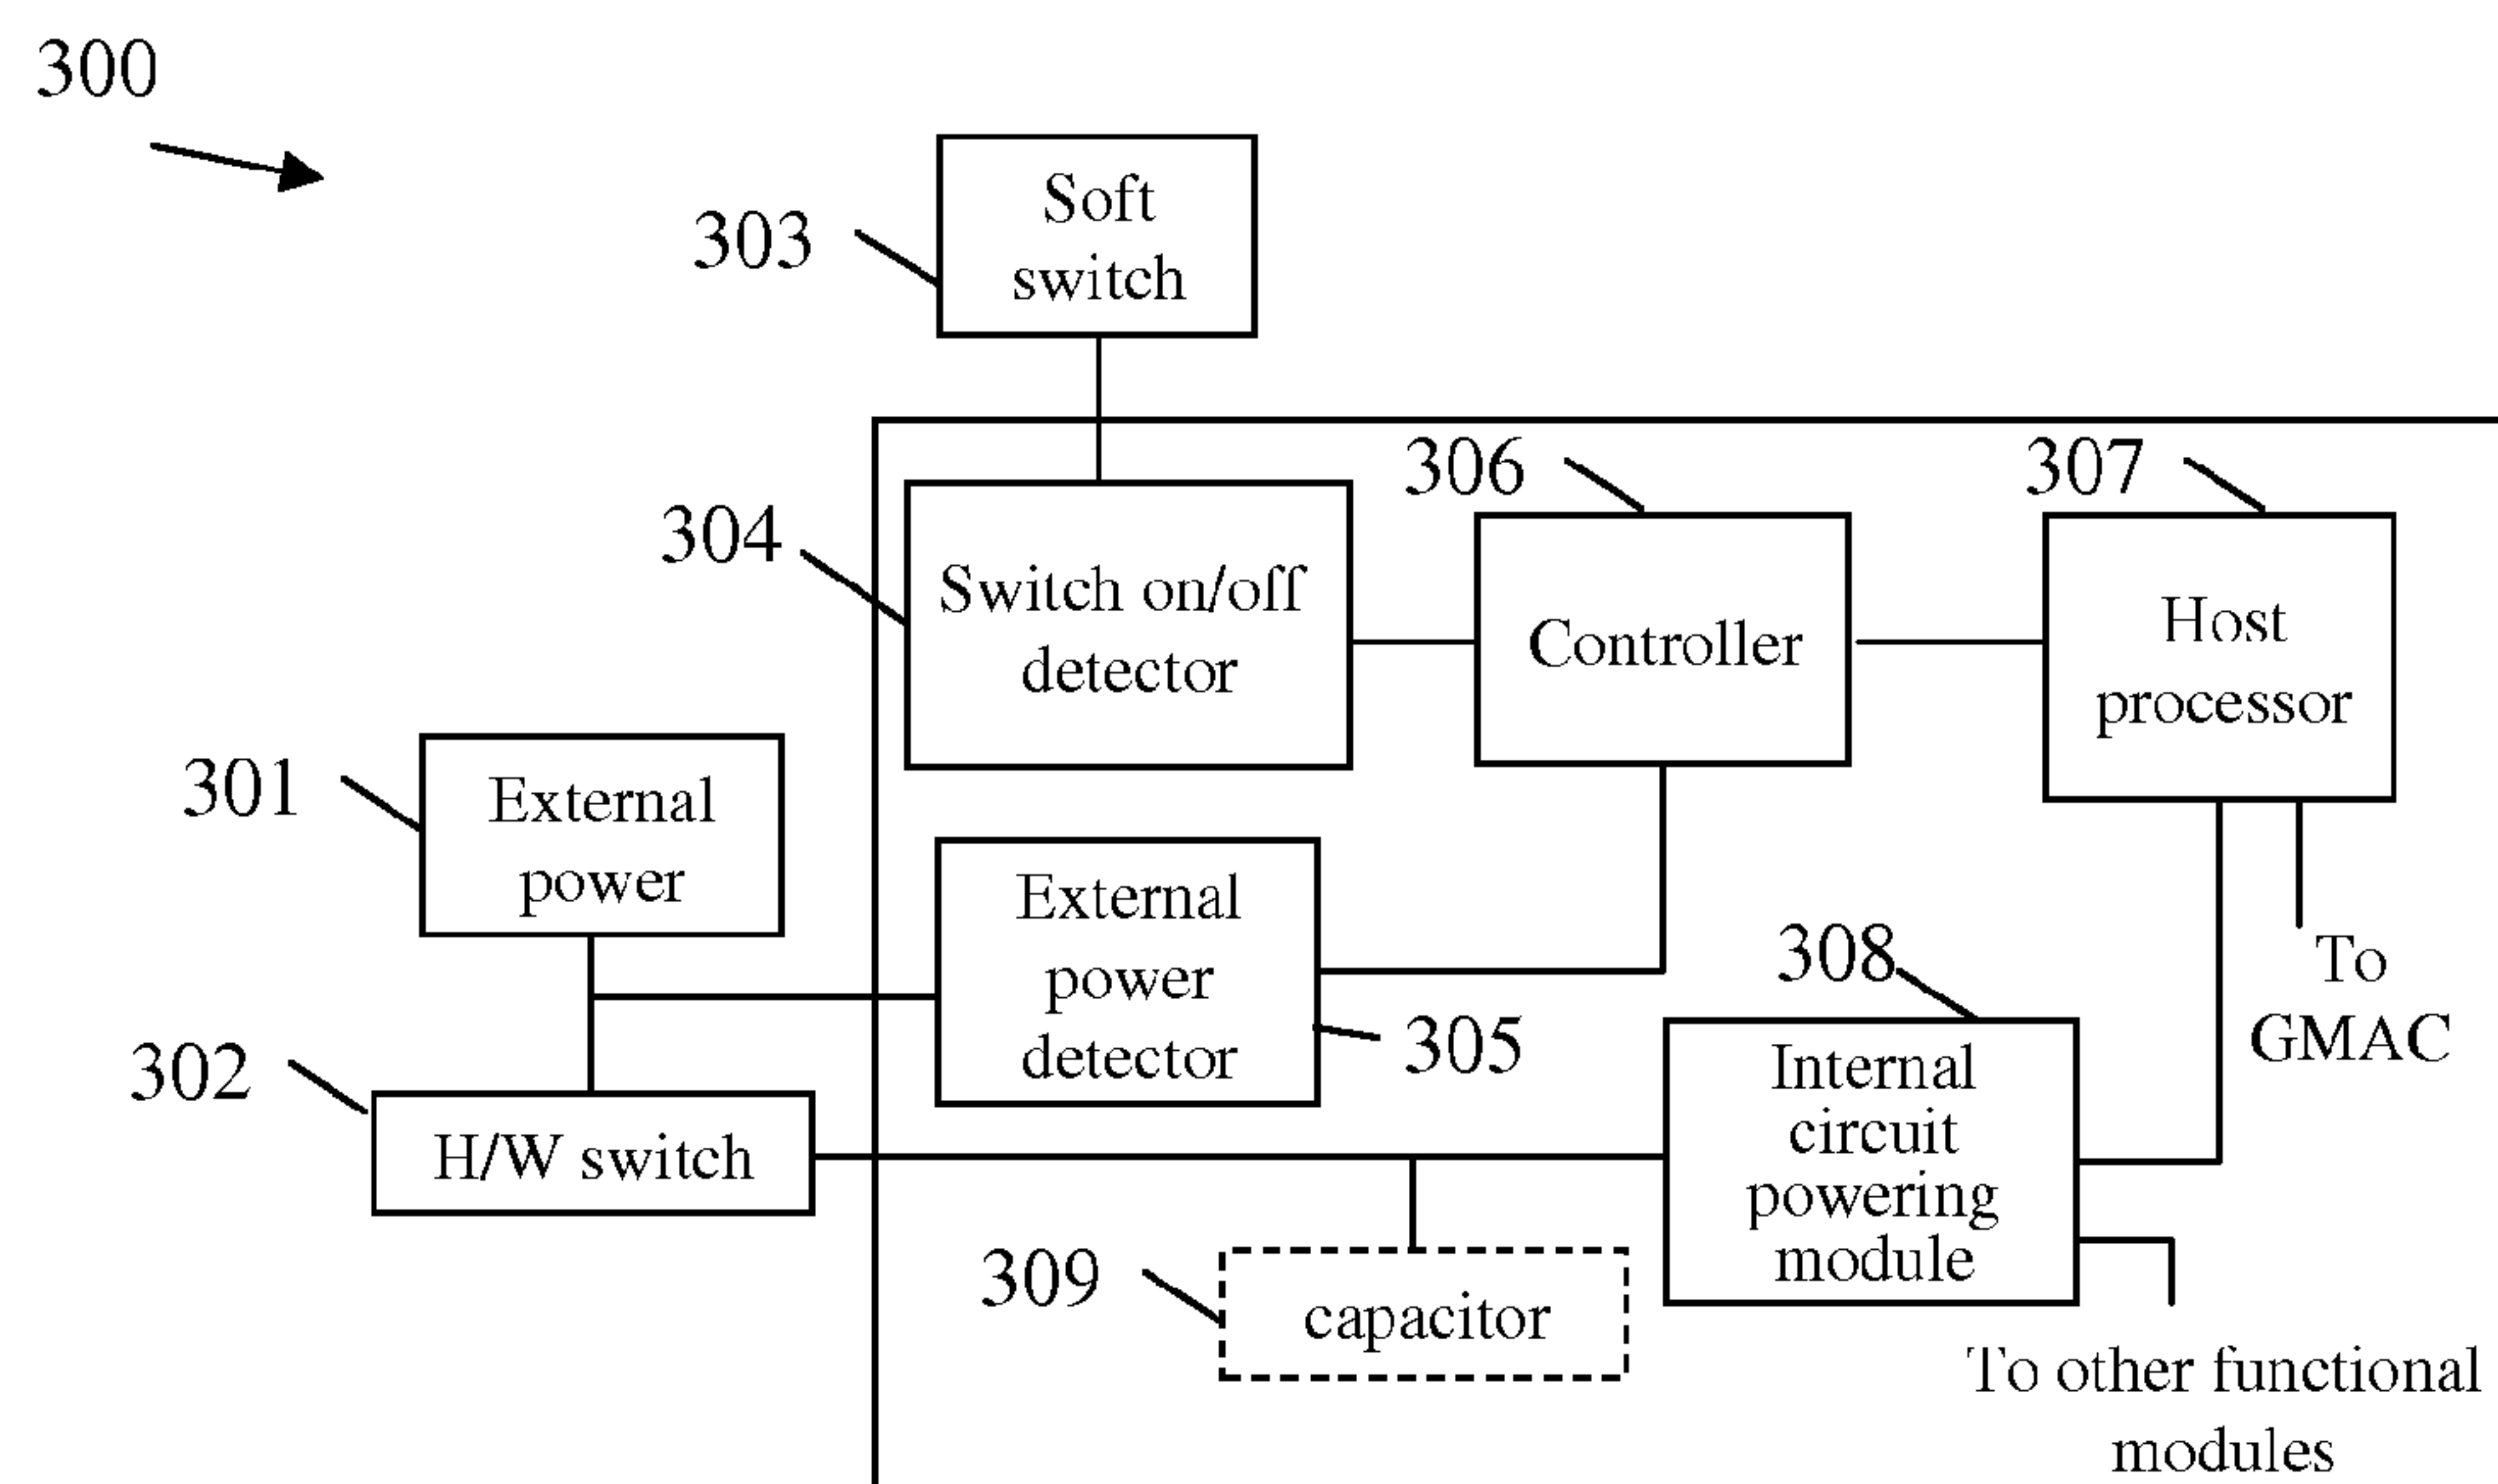 300
303
Soft
switch
304
Switch on/off
detector
306
Controller
307
Host
processor
301
External
power
External
power
detector
305
302
H/W switch
308
Internal
circuit
powering
module
To
GMAC
309
capacitor
To other functional
modules